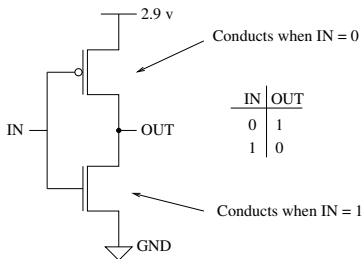 2.9 v
Conducts when IN = 0
IN OUT
0 1
1 0
IN
OUT
Conducts when IN = 1
GND